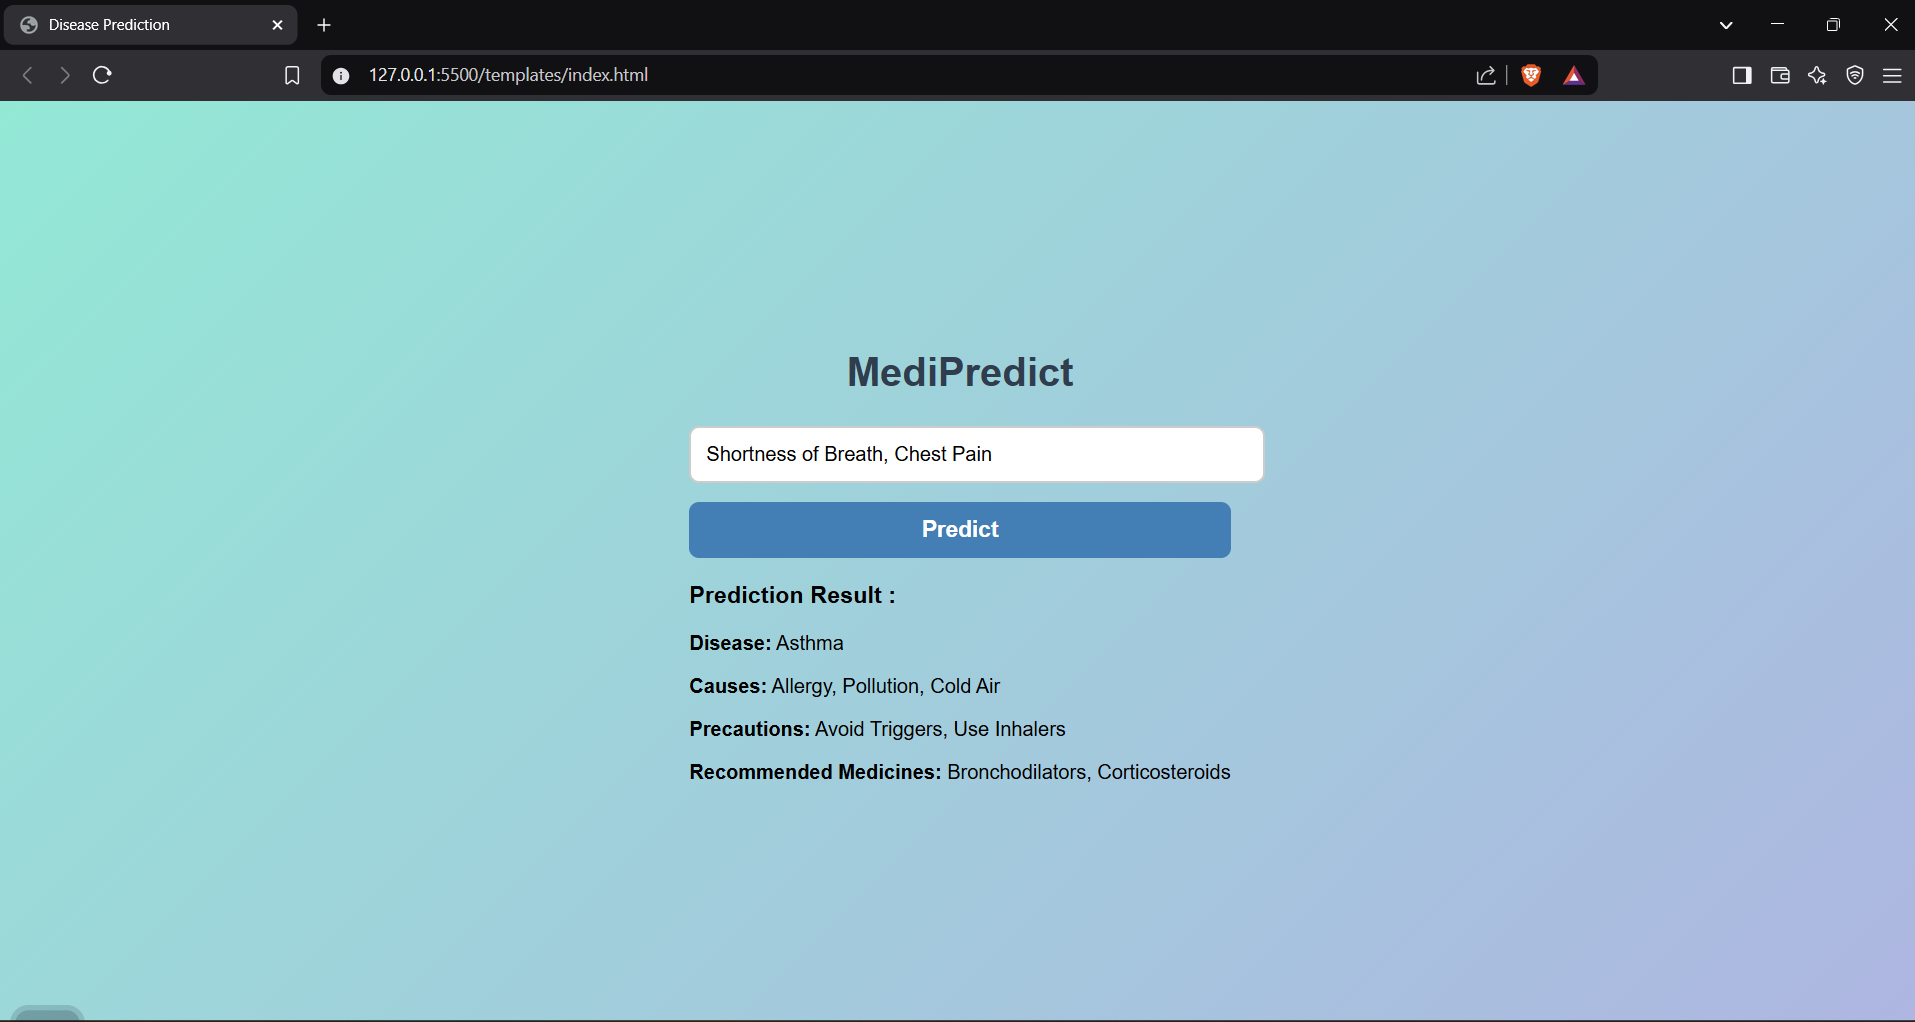 Disease Prediction
127.0.0.1:5500/templates/index.html
MediPredict
Shortness of Breath, Chest Pain
Predict
Prediction Result :
Disease: Asthma
Causes: Allergy, Pollution, Cold Air
Precautions: Avoid Triggers, Use Inhalers
Recommended Medicines: Bronchodilators, Corticosteroids